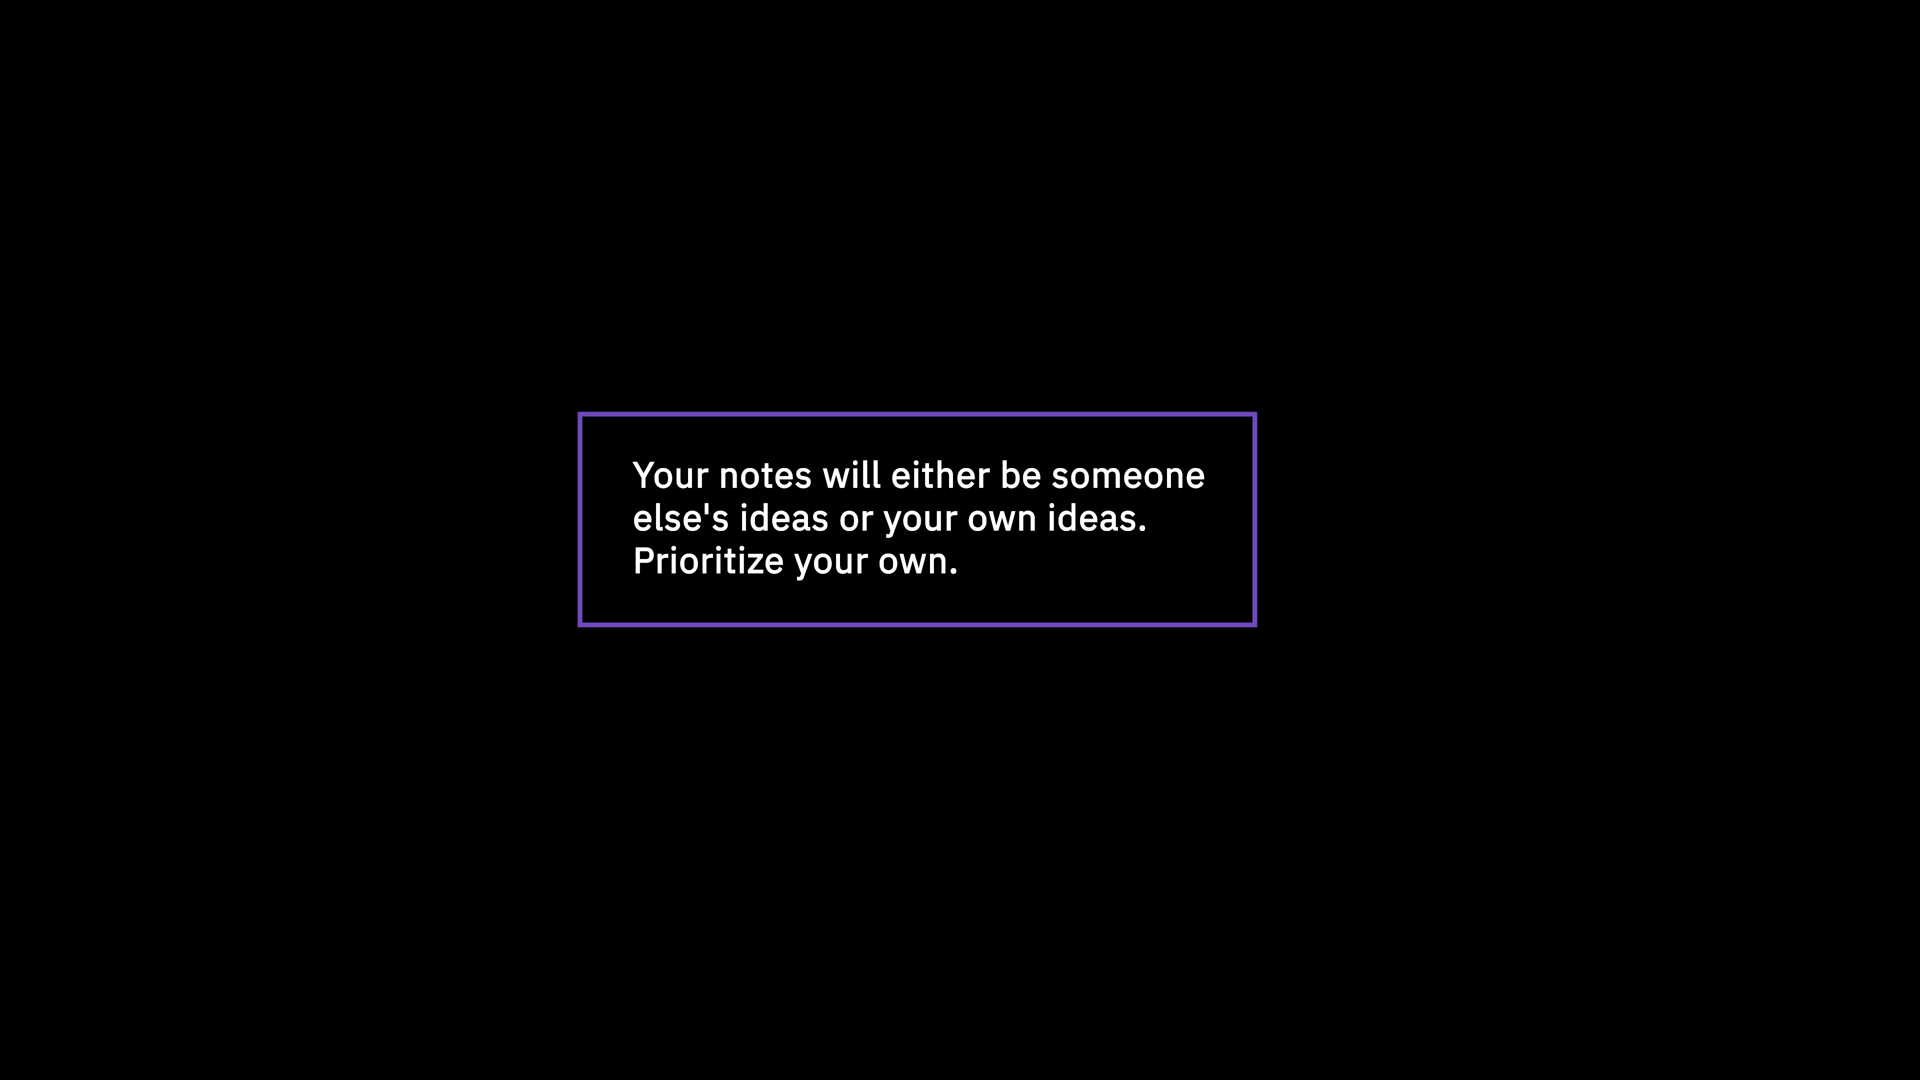 Your notes will either be someone
else's ideas or your own ideas.
Prioritize your own.